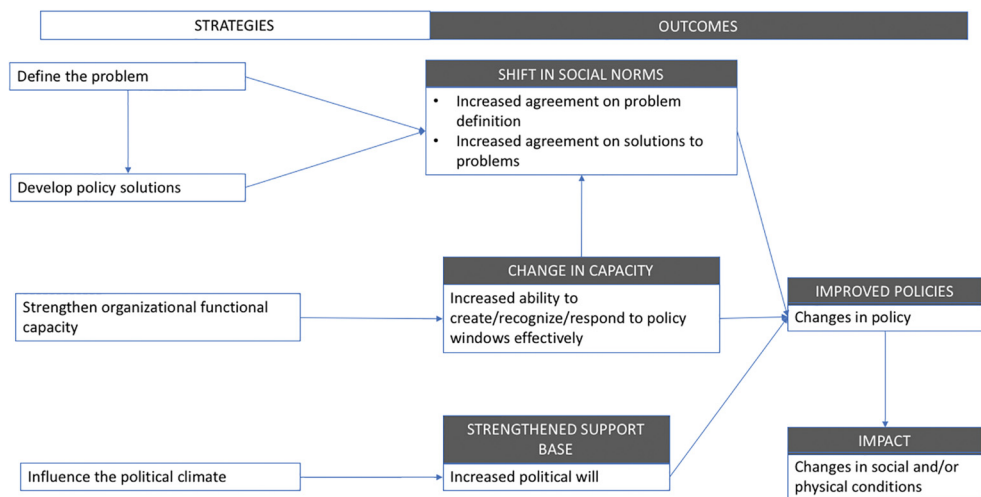 STRATEGIES
OUTCOMES
Define the problem
SHIFT IN SOCIAL NORMS
• Increased agreement on problem
definition
• Increased agreement on solutions to
problems
Develop policy solutions
CHANGE IN CAPACITY
Strengthen organizational functional
capacity
Increased ability to
create/recognize/respond to policy
windows effectively
IMPROVED POLICIES
Changes in policy
STRENGTHENED SUPPORT
BASE
Influence the political climate
Increased political will
IMPACT
Changes in social and/or
physical conditions